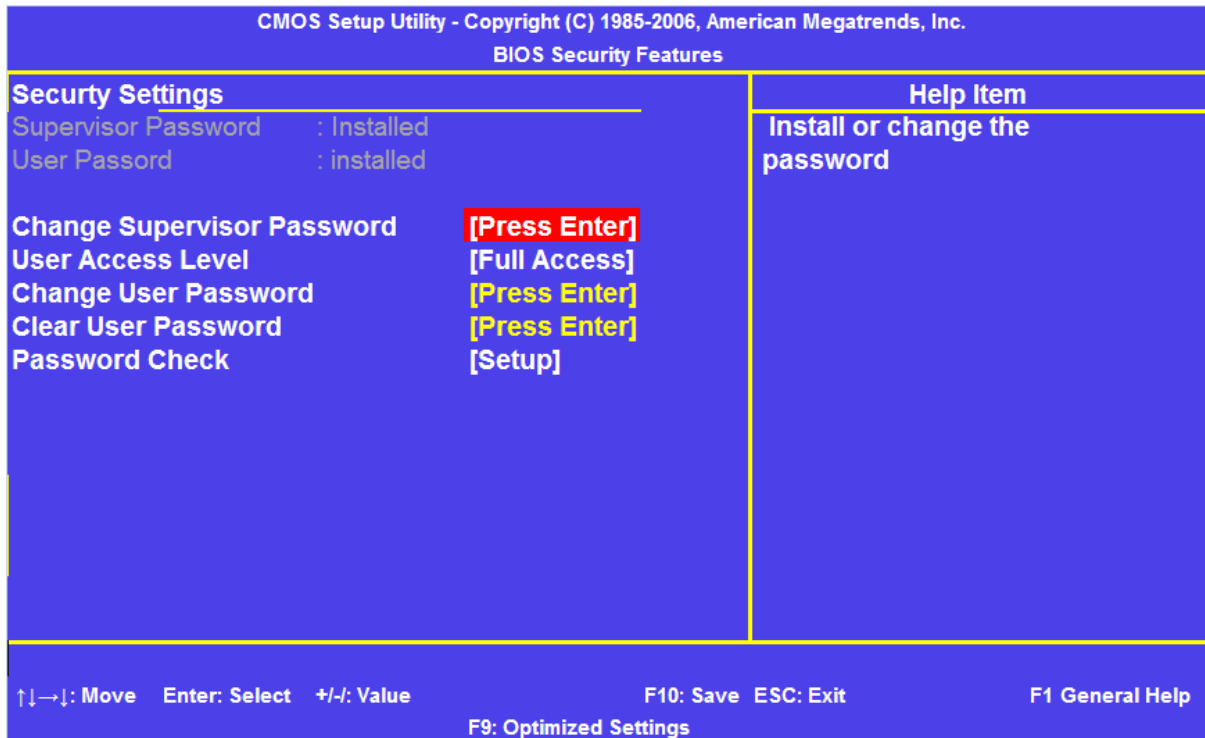 CMOS Setup Utility - Copyright (C) 1985-2006, American Megatrends, Inc.
BIOS Security Features
Securty Settings
Supervisor Password : Installed
User Passord : installed
Change Supervisor Password [Press Enter]
User Access Level [Full Access]
Change User Password [Press Enter]
Clear User Password [Press Enter]
Password Check [Setup]
Help Item
Install or change the
password
↑↓→↓: Move Enter: Select +/-/: Value F10: Save ESC: Exit F1 General Help
F9: Optimized Settings